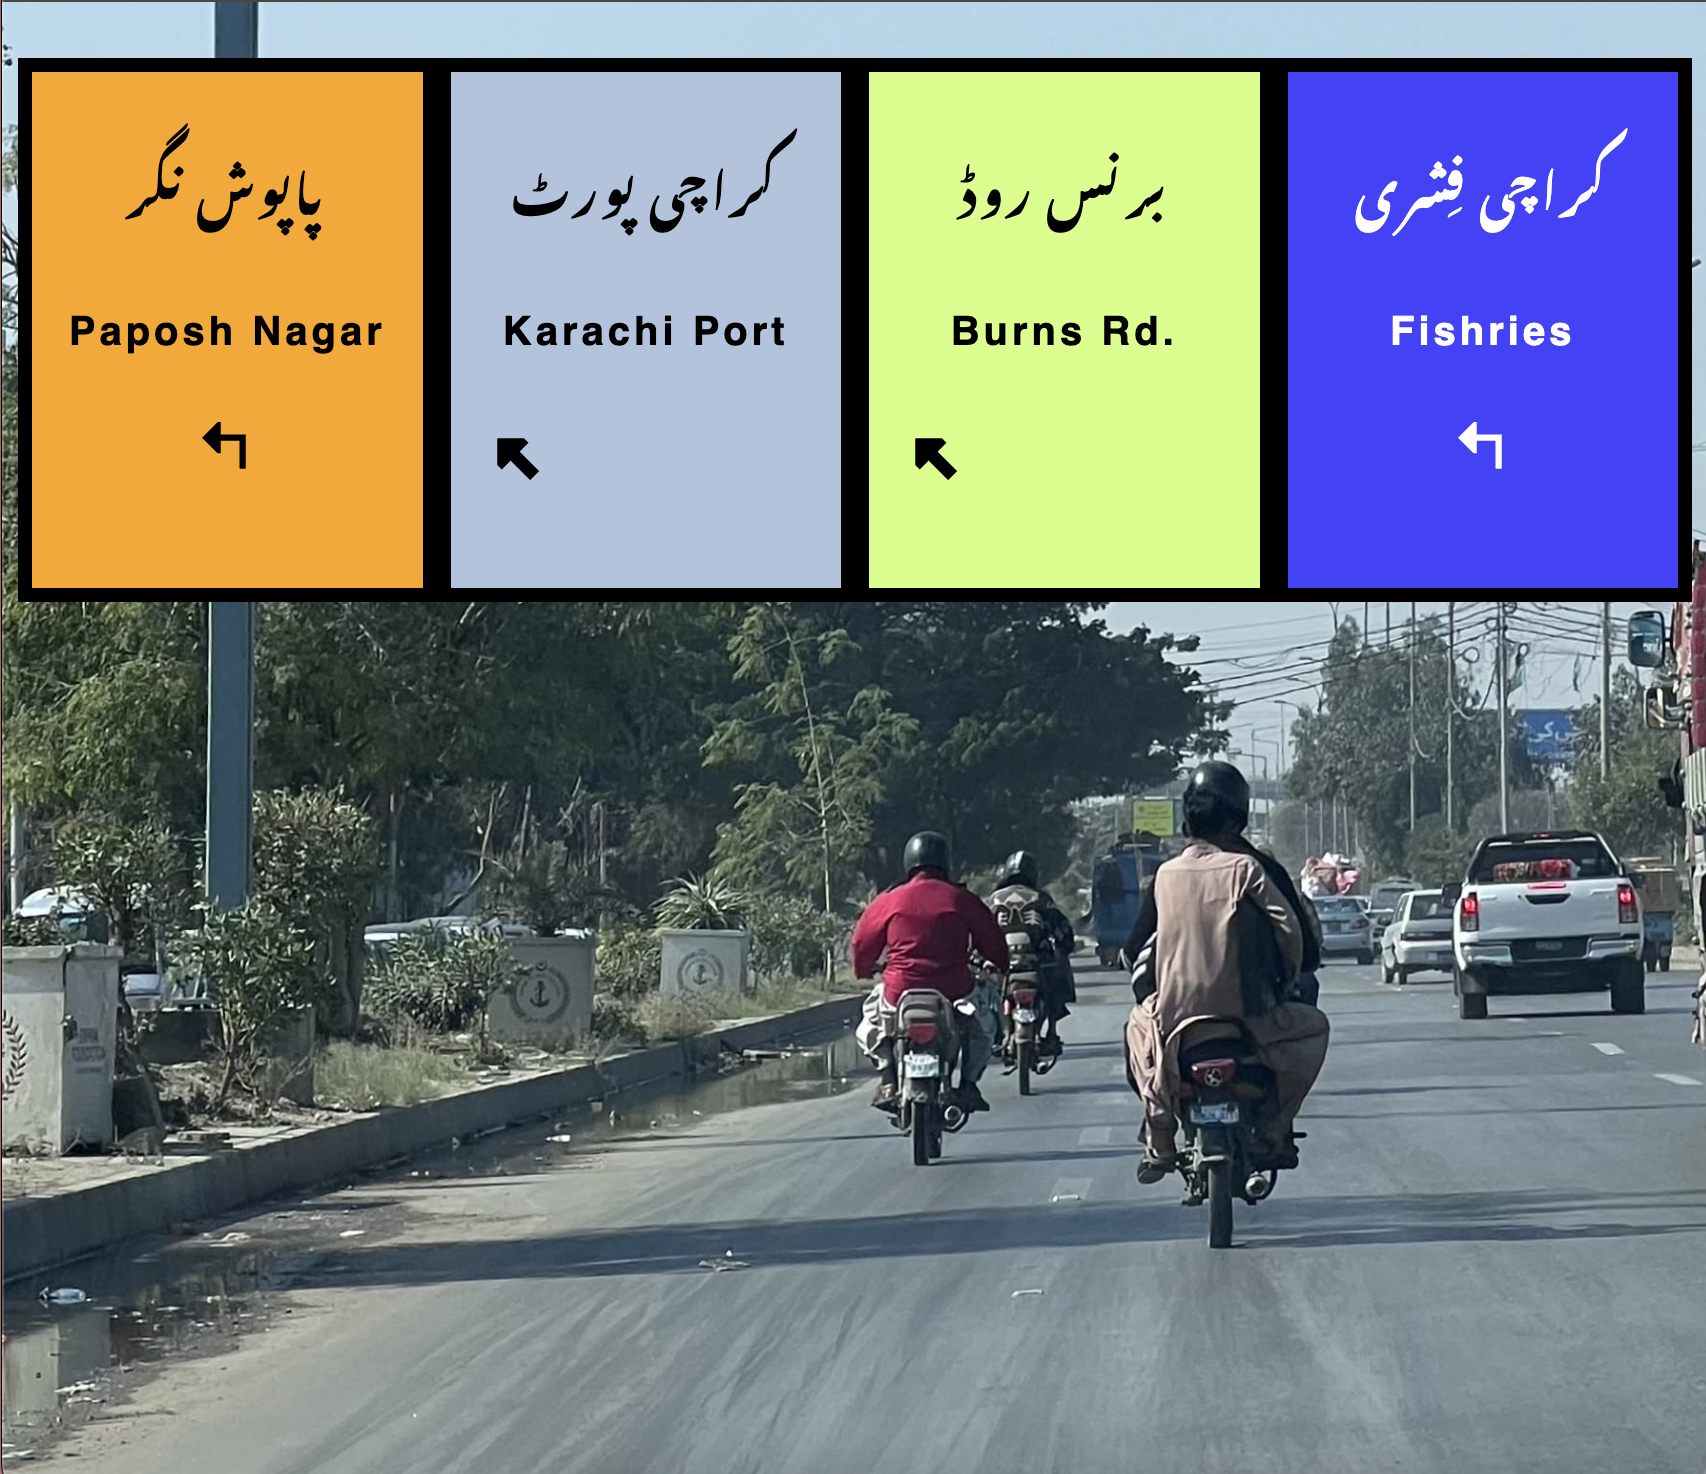 پاپوش نگر
Paposh Nagar
کراچی پورٹ
Karachi Port
برنس روڈ
Burns Rd.
کراچی فِشری
Fishries